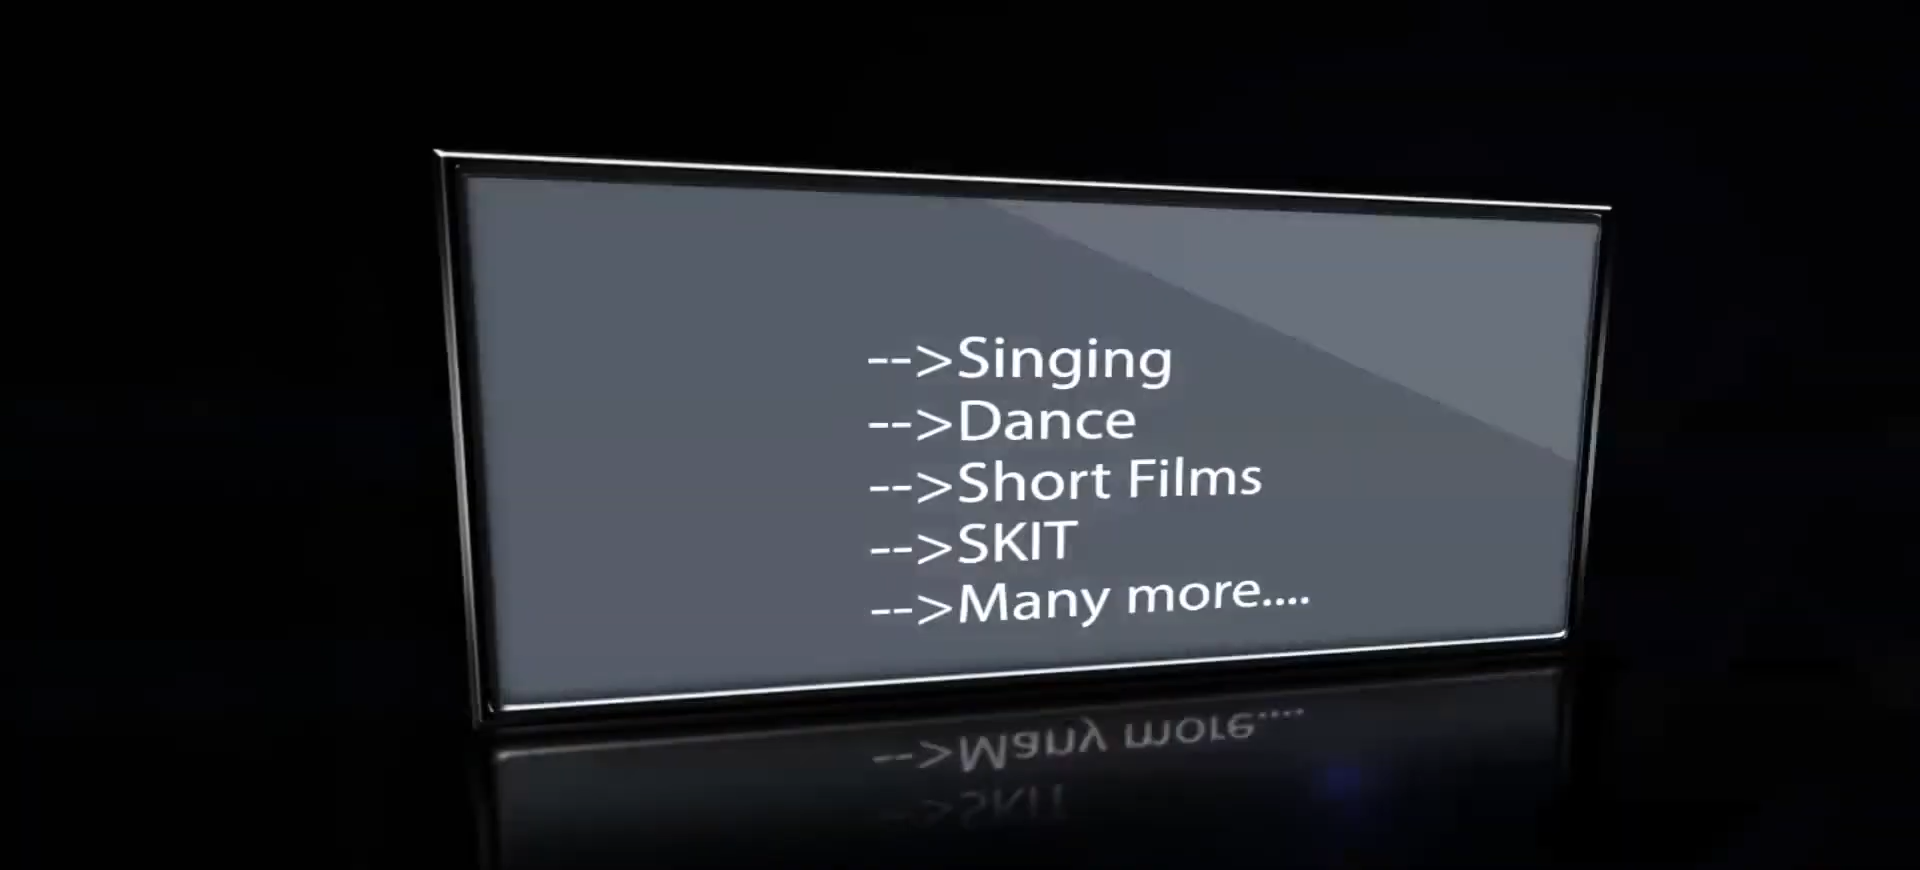 -->Singing
-->Dance
-->Short Films
-->SKIT
-->Many more....